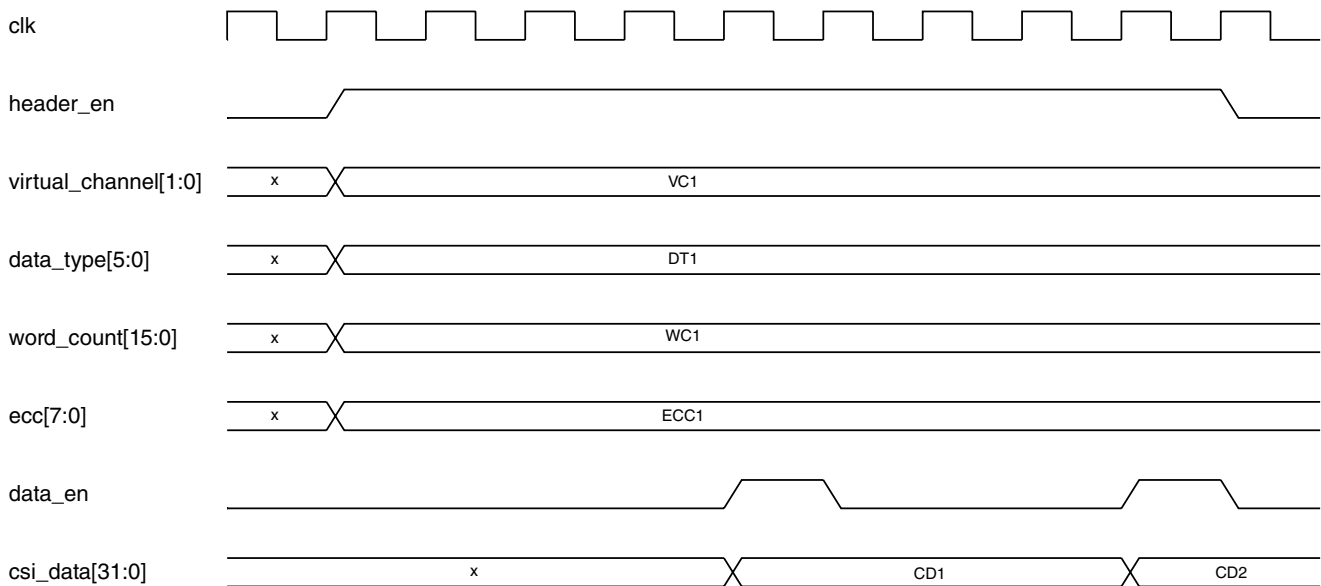 clk
header_en
virtual_channel[1:0] x VC1
data_type[5:0] x DT1
word_count[15:0] x WC1
ecc[7:0] x ECC1
data_en
csi_data[31:0] x CD1 CD2